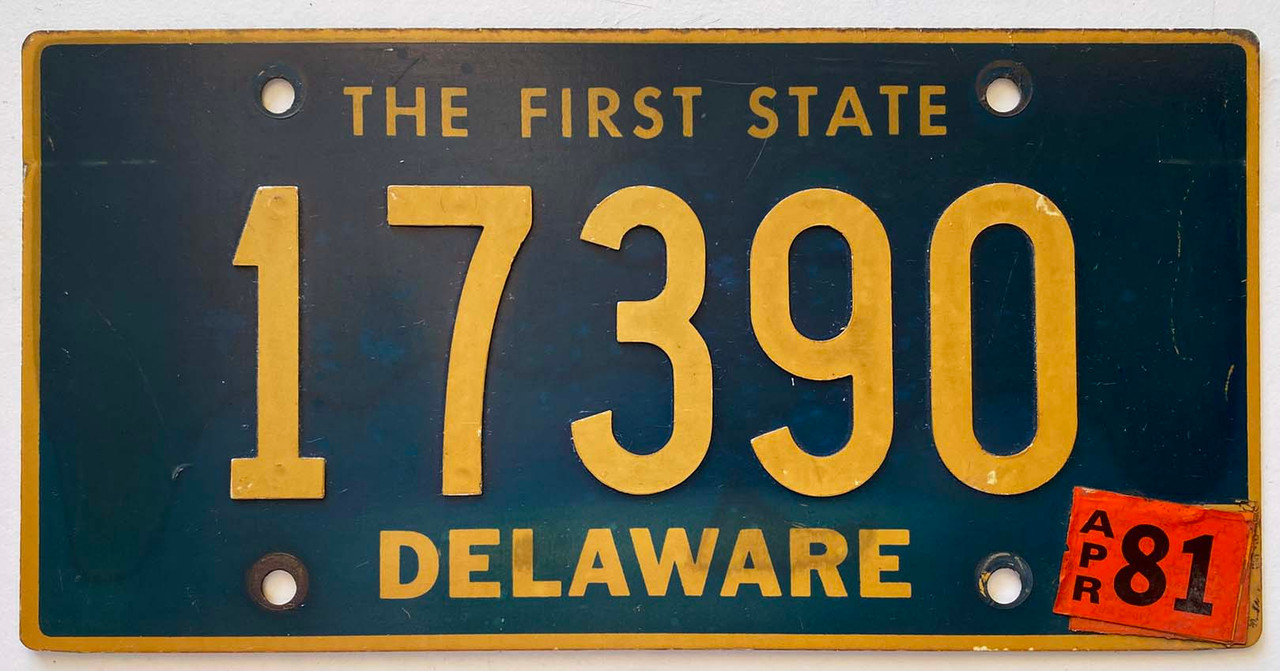 THE FIRST STATE
17390
DELAWARE
APR 81